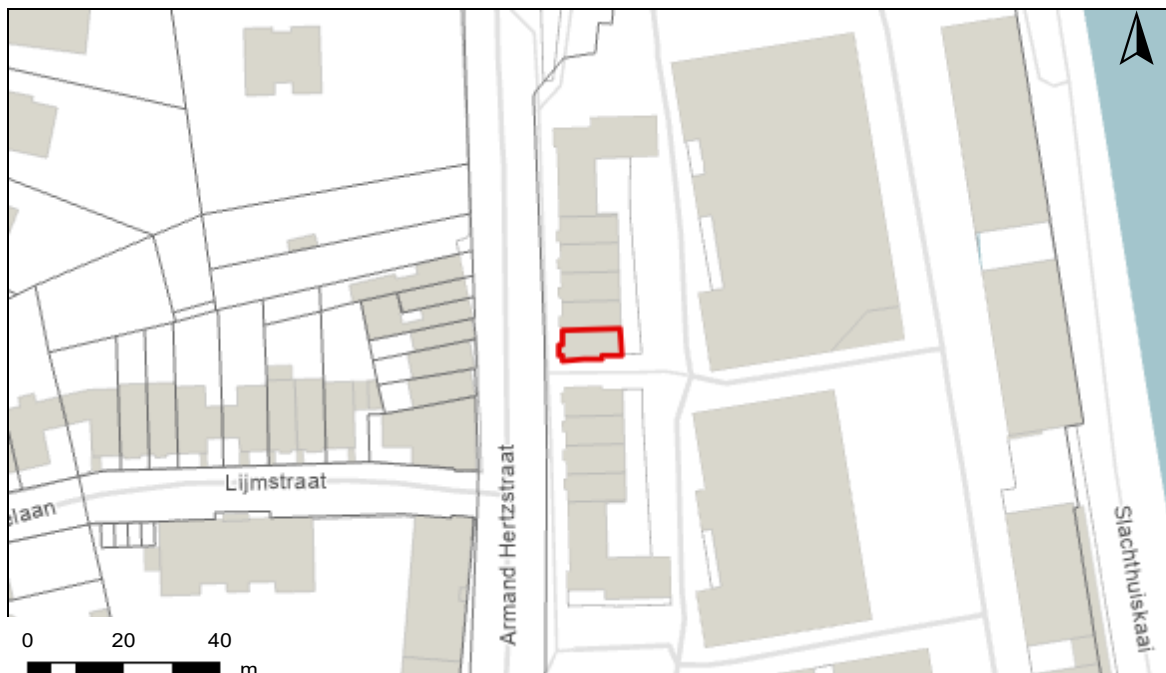 Lijmstraat
elaan
Armand Hertzstraat
Slachthuiskaai
0 20 40
m